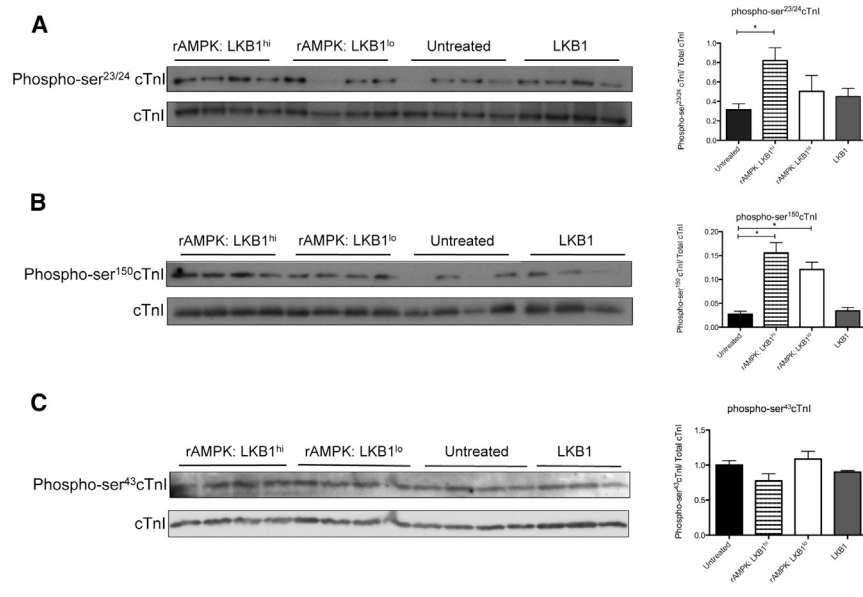 A
rAMPK: LKB1ʰⁱ rAMPK: LKB1ˡᵒ Untreated LKB1
Phospho-ser²³/²⁴ cTnI
cTnI
phospho-ser²³/²⁴cTnI
Phospho-ser²³/²⁴ cTnI/ Total cTnI
1.0
0.8
0.6
0.4
0.2
0.0
*
Untreated
rAMPK: LKB1ʰⁱ
rAMPK: LKB1ˡᵒ
LKB1
B
rAMPK: LKB1ʰⁱ rAMPK: LKB1ˡᵒ Untreated LKB1
Phospho-ser¹⁵⁰cTnI
cTnI
phospho-ser¹⁵⁰cTnI
Phospho-ser¹⁵⁰ cTnI/ Total cTnI
0.20
0.15
0.10
0.05
0.00
*
*
Untreated
rAMPK: LKB1ʰⁱ
rAMPK: LKB1ˡᵒ
LKB1
C
rAMPK: LKB1ʰⁱ rAMPK: LKB1ˡᵒ Untreated LKB1
Phospho-ser⁴³cTnI
cTnI
phospho-ser⁴³cTnI
Phospho-ser⁴³cTnI/ Total cTnI
1.5
1.0
0.5
0.0
Untreated
rAMPK: LKB1ʰⁱ
rAMPK: LKB1ˡᵒ
LKB1